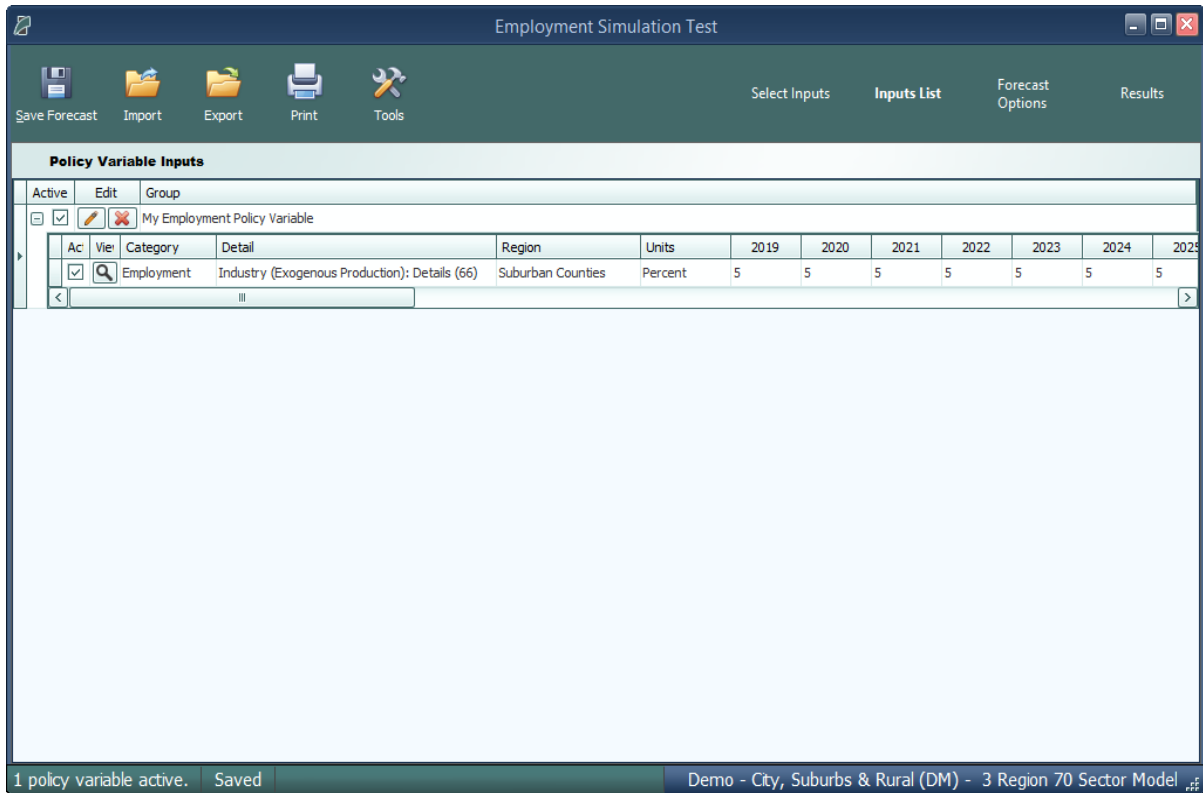 Employment Simulation Test
Save Forecast Import Export Print Tools Select Inputs Inputs List Forecast Options Results
Policy Variable Inputs
Active Edit Group
My Employment Policy Variable
Ac Vie Category Detail Region Units 2019 2020 2021 2022 2023 2024 2025
Employment Industry (Exogenous Production): Details (66) Suburban Counties Percent 5 5 5 5 5 5 5
1 policy variable active. Saved Demo - City, Suburbs & Rural (DM) - 3 Region 70 Sector Model